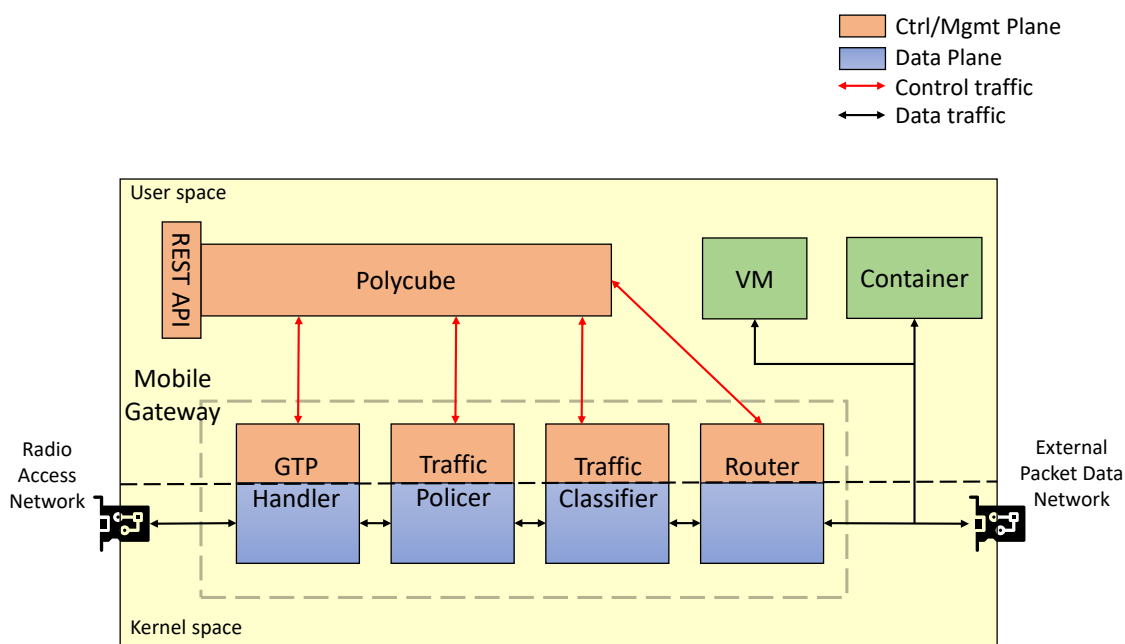 Ctrl/Mgmt Plane
Data Plane
Control traffic
Data traffic
User space
REST API
Polycube
VM
Container
Mobile
Gateway
Radio
Access
Network
GTP
Handler
Traffic
Policer
Traffic
Classifier
Router
External
Packet Data
Network
Kernel space